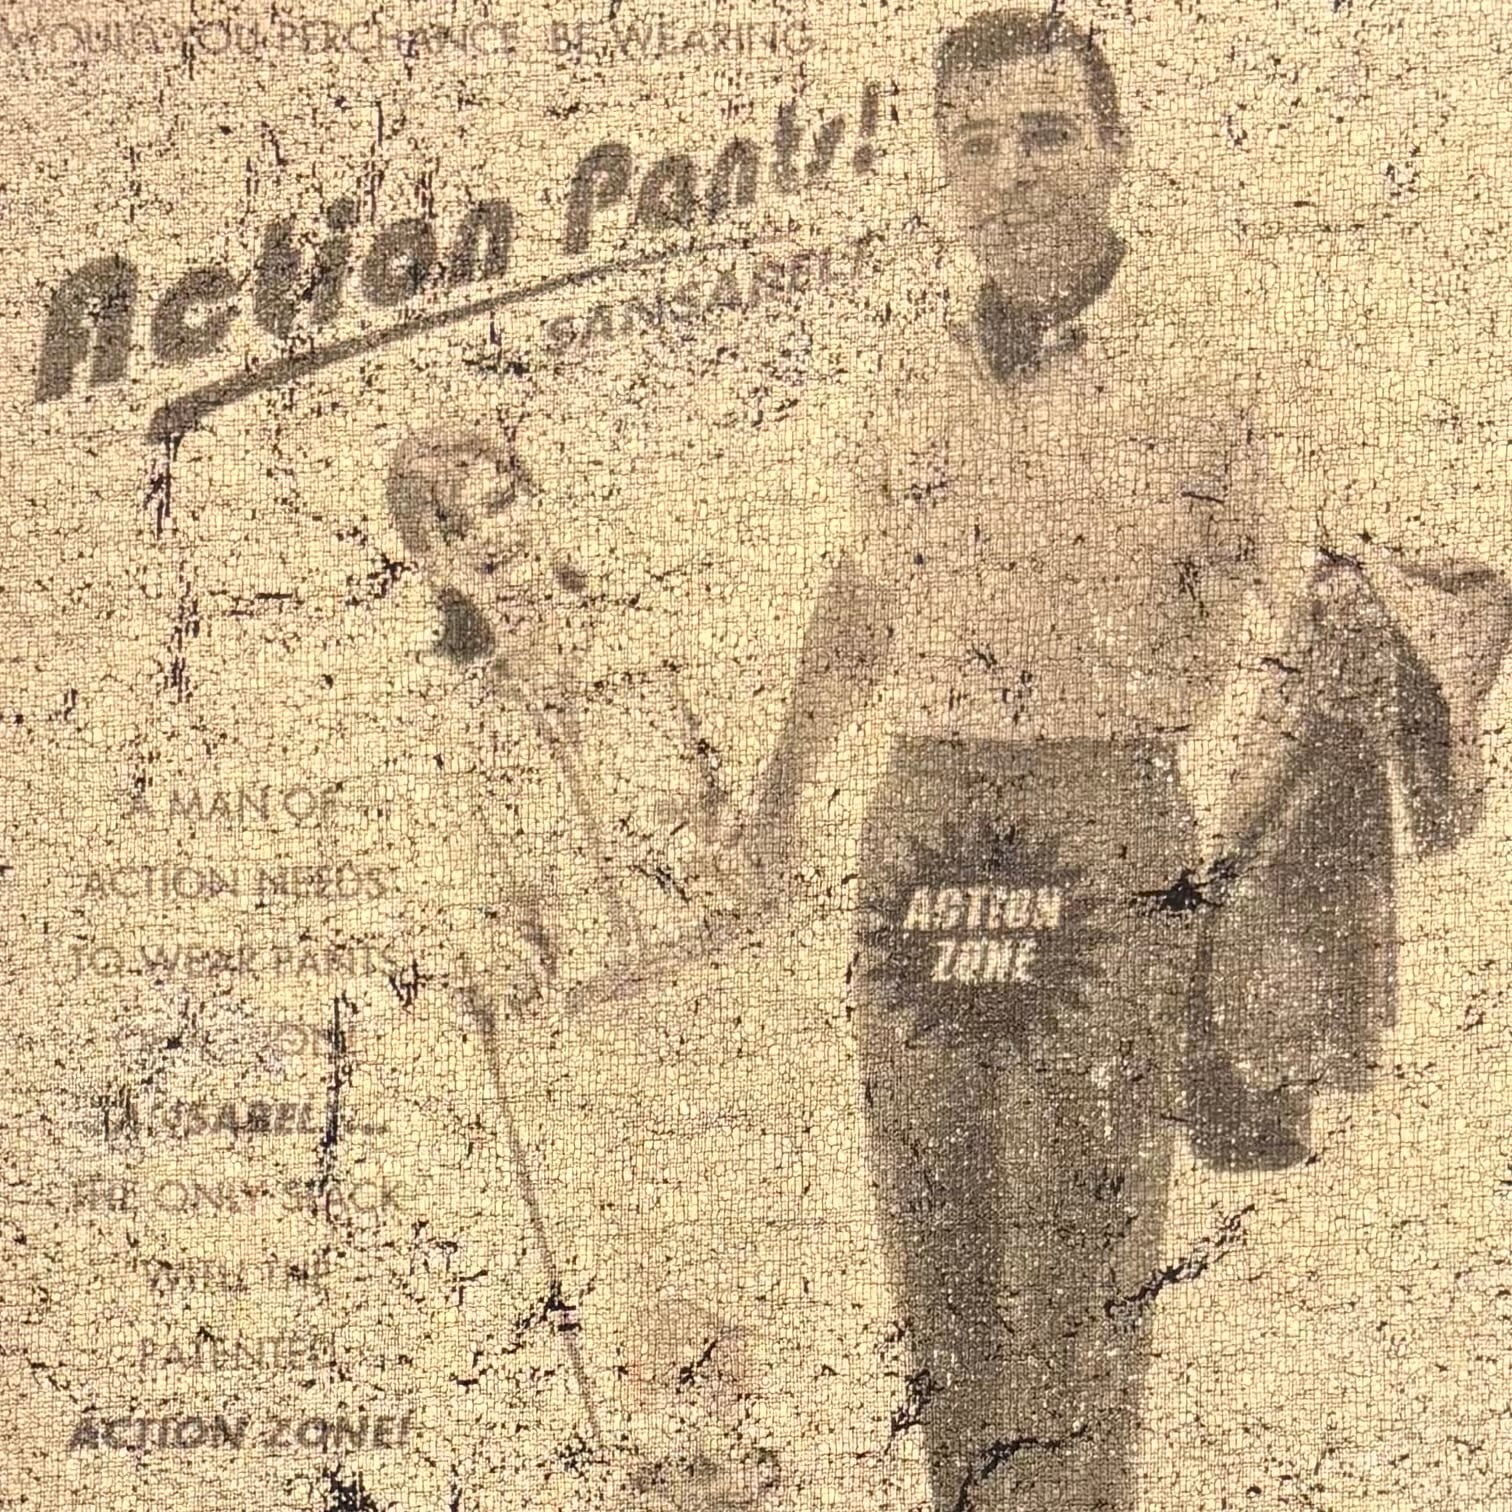 WOULD YOU PERCHANCE BE WEARING
Action Pants!
SANSABELT
A MAN OF
ACTION NEEDS
TO WEAR PANTS
SANSABELT...
THE ONLY SLACK
WITH THE
PATENTED
ACTION ZONE!
ACTION
ZONE